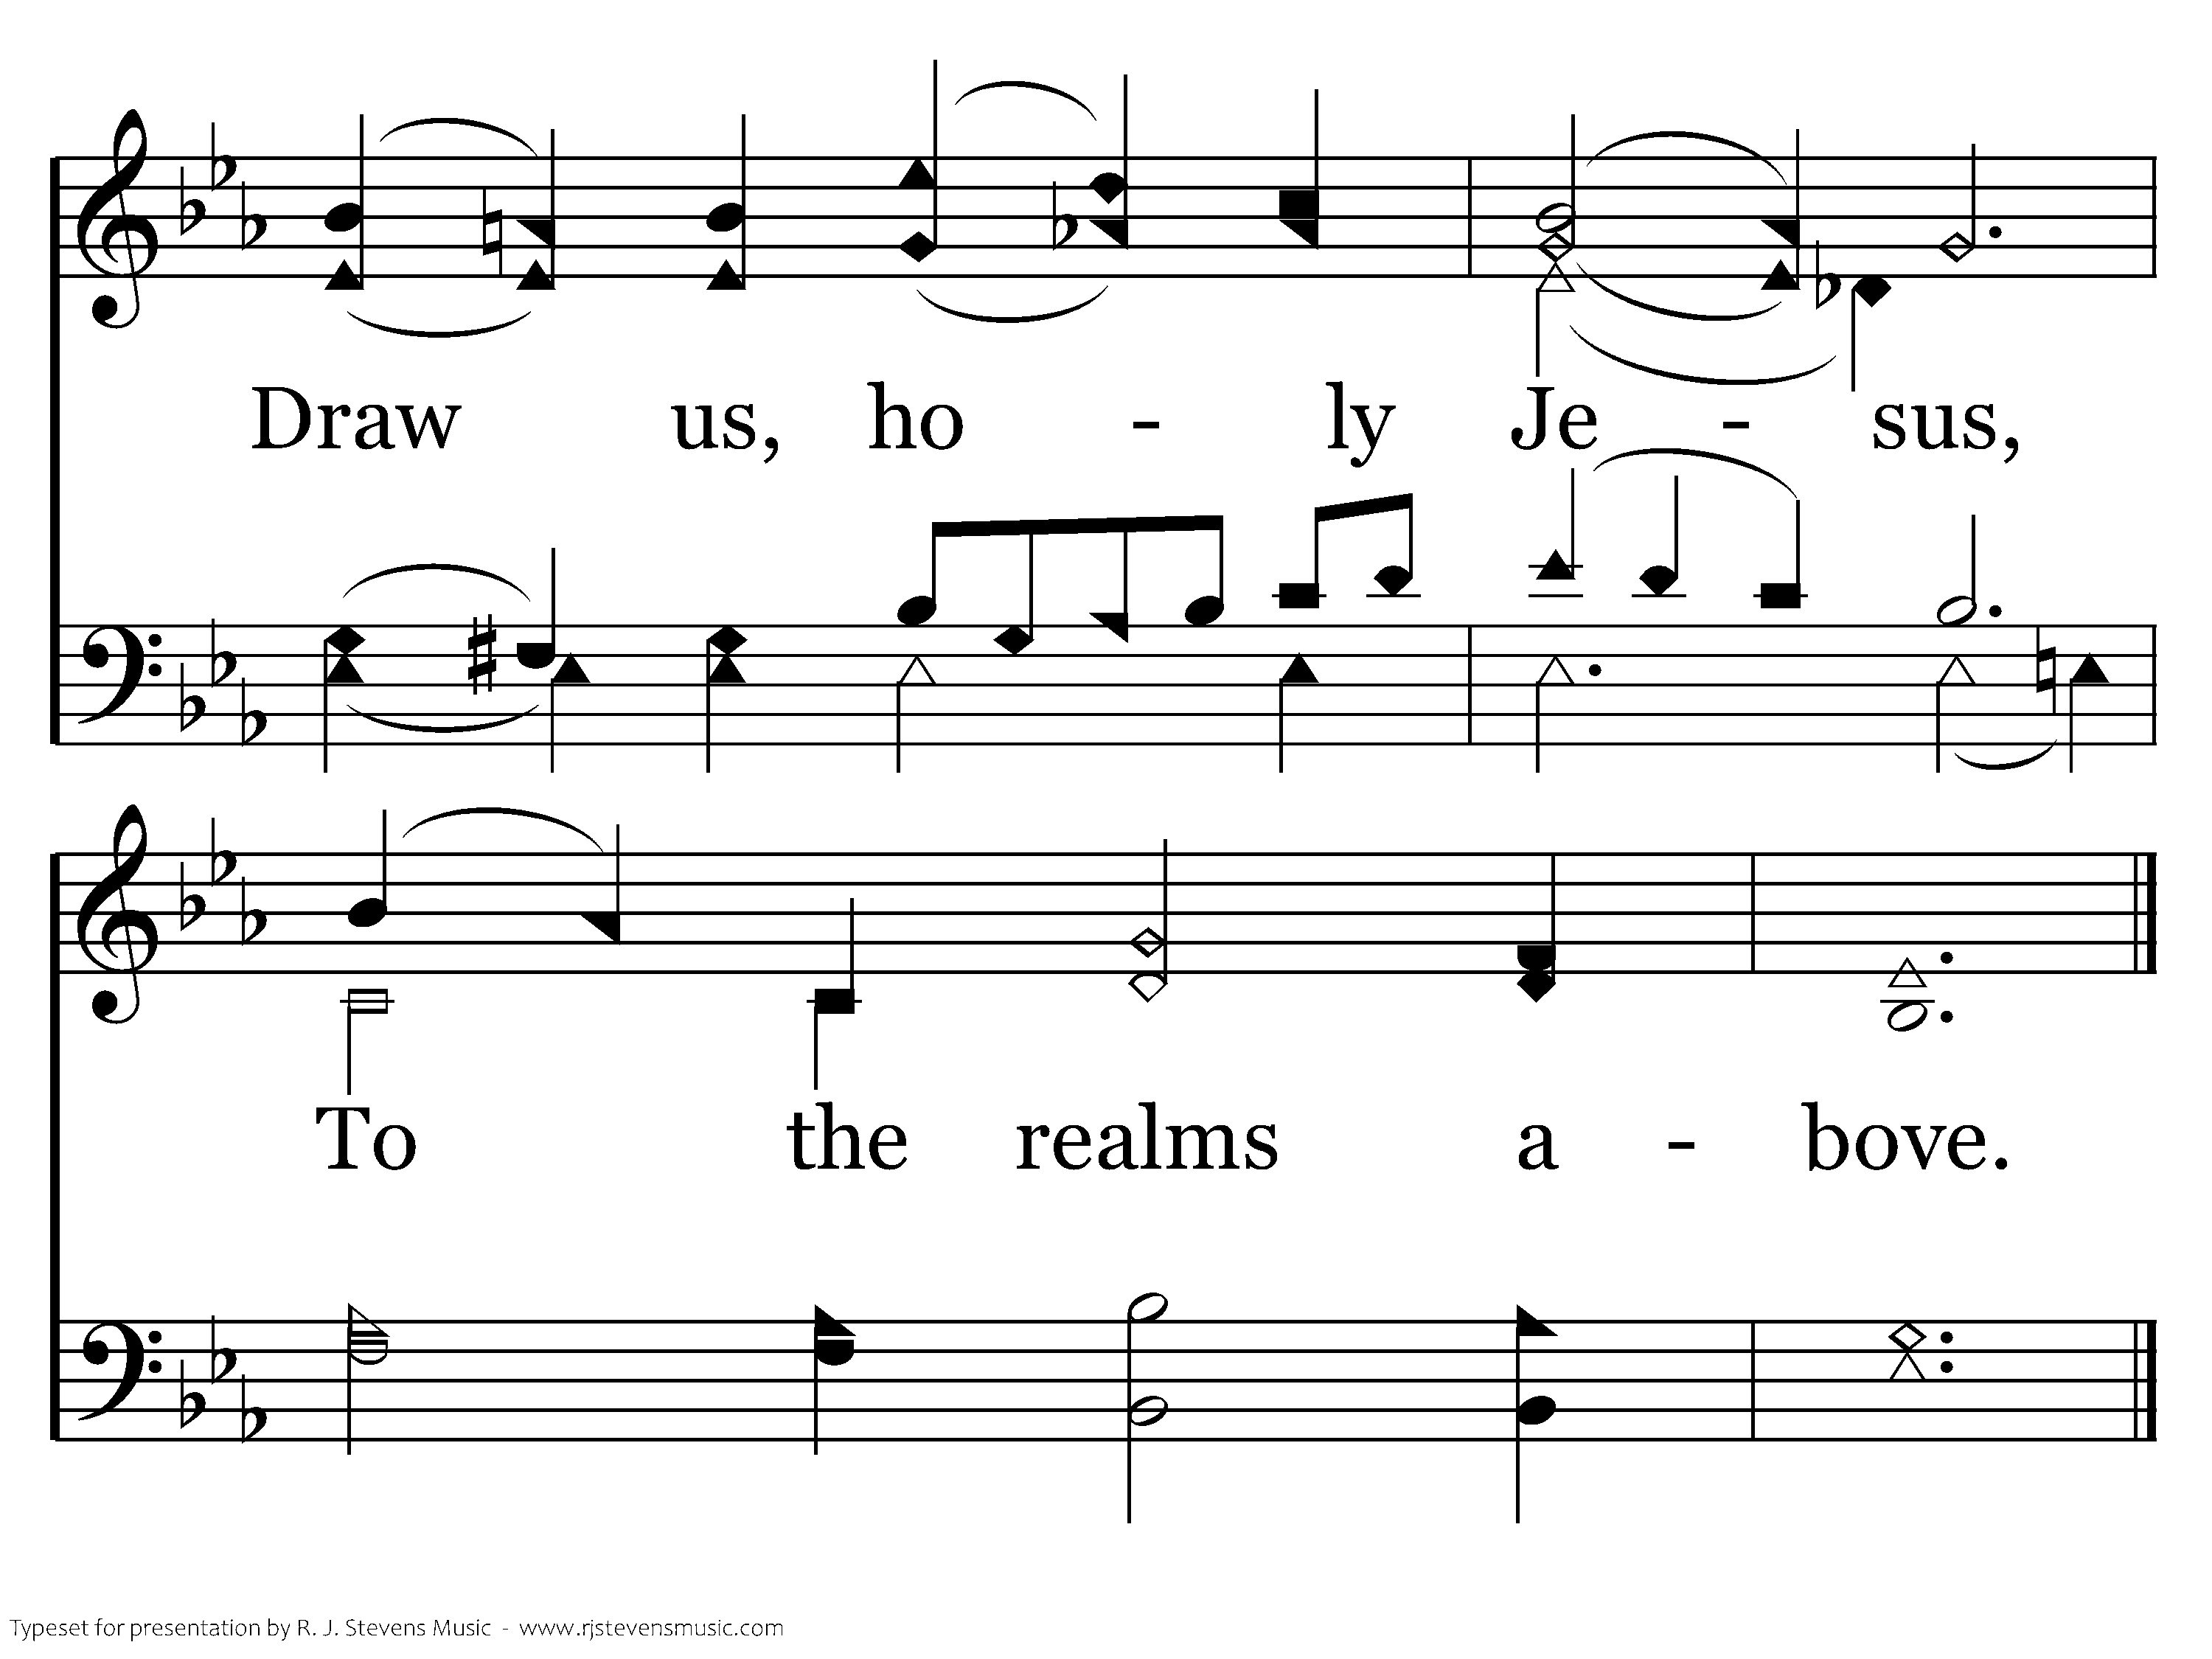 Draw us, ho - ly Je - sus,
To the realms a - bove.
Typeset for presentation by R. J. Stevens Music - www.rjstevensmusic.com